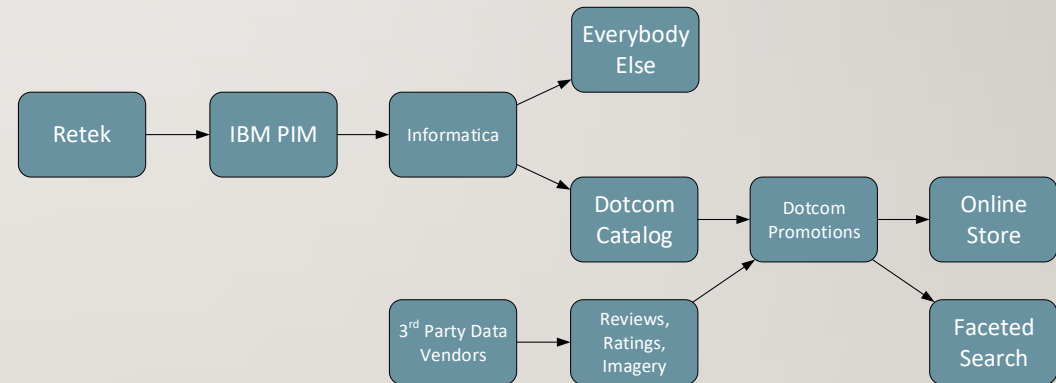 Everybody
Else
Retek
IBM PIM
Informatica
Dotcom
Catalog
Dotcom
Promotions
Online
Store
3rd Party Data
Vendors
Reviews,
Ratings,
Imagery
Faceted
Search